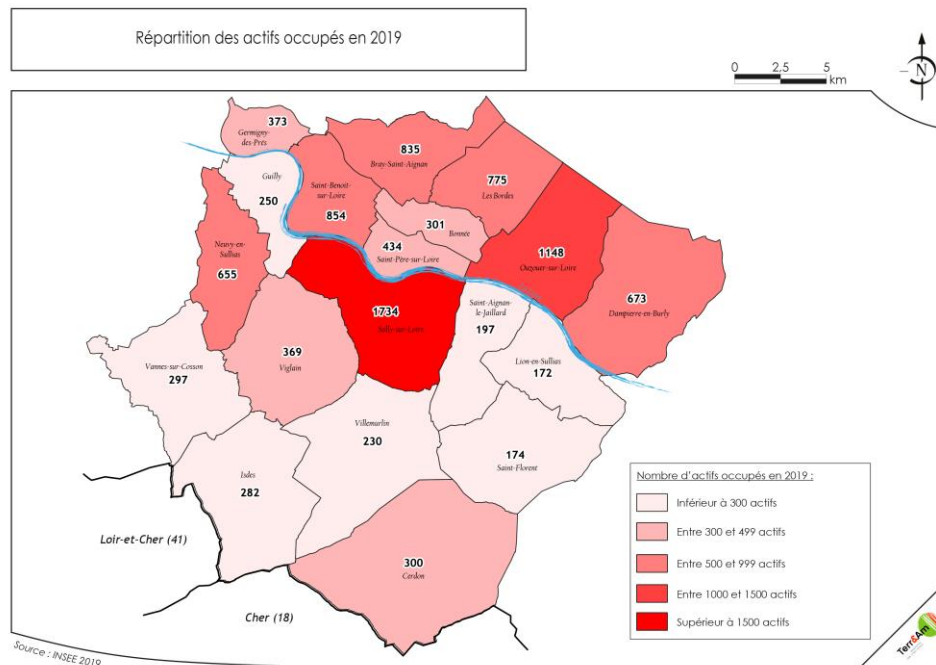 Répartition des actifs occupés en 2019
0 2,5 5
km
N
373
Germigny-
des-Prés
835
Bray-Saint-Aignan
Guilly
250
Saint-Benoit-
sur-Loire
854
775
Les Bordes
301
Bonnée
Neuvy-en-
Sullias
655
434
Saint-Père-sur-Loire
1148
Ouzouer-sur-Loire
673
Dampierre-en-Burly
1734
Sully-sur-Loire
Saint-Aignan-
le-Jaillard
197
Lion-en-Sullias
172
369
Viglain
Vannes-sur-Cosson
297
Villemurlin
230
174
Saint-Florent
Isdes
282
300
Cerdon
Loir-et-Cher (41)
Cher (18)
Nombre d'actifs occupés en 2019 :
Inférieur à 300 actifs
Entre 300 et 499 actifs
Entre 500 et 999 actifs
Entre 1000 et 1500 actifs
Supérieur à 1500 actifs
Source : INSEE 2019
Terr&Am